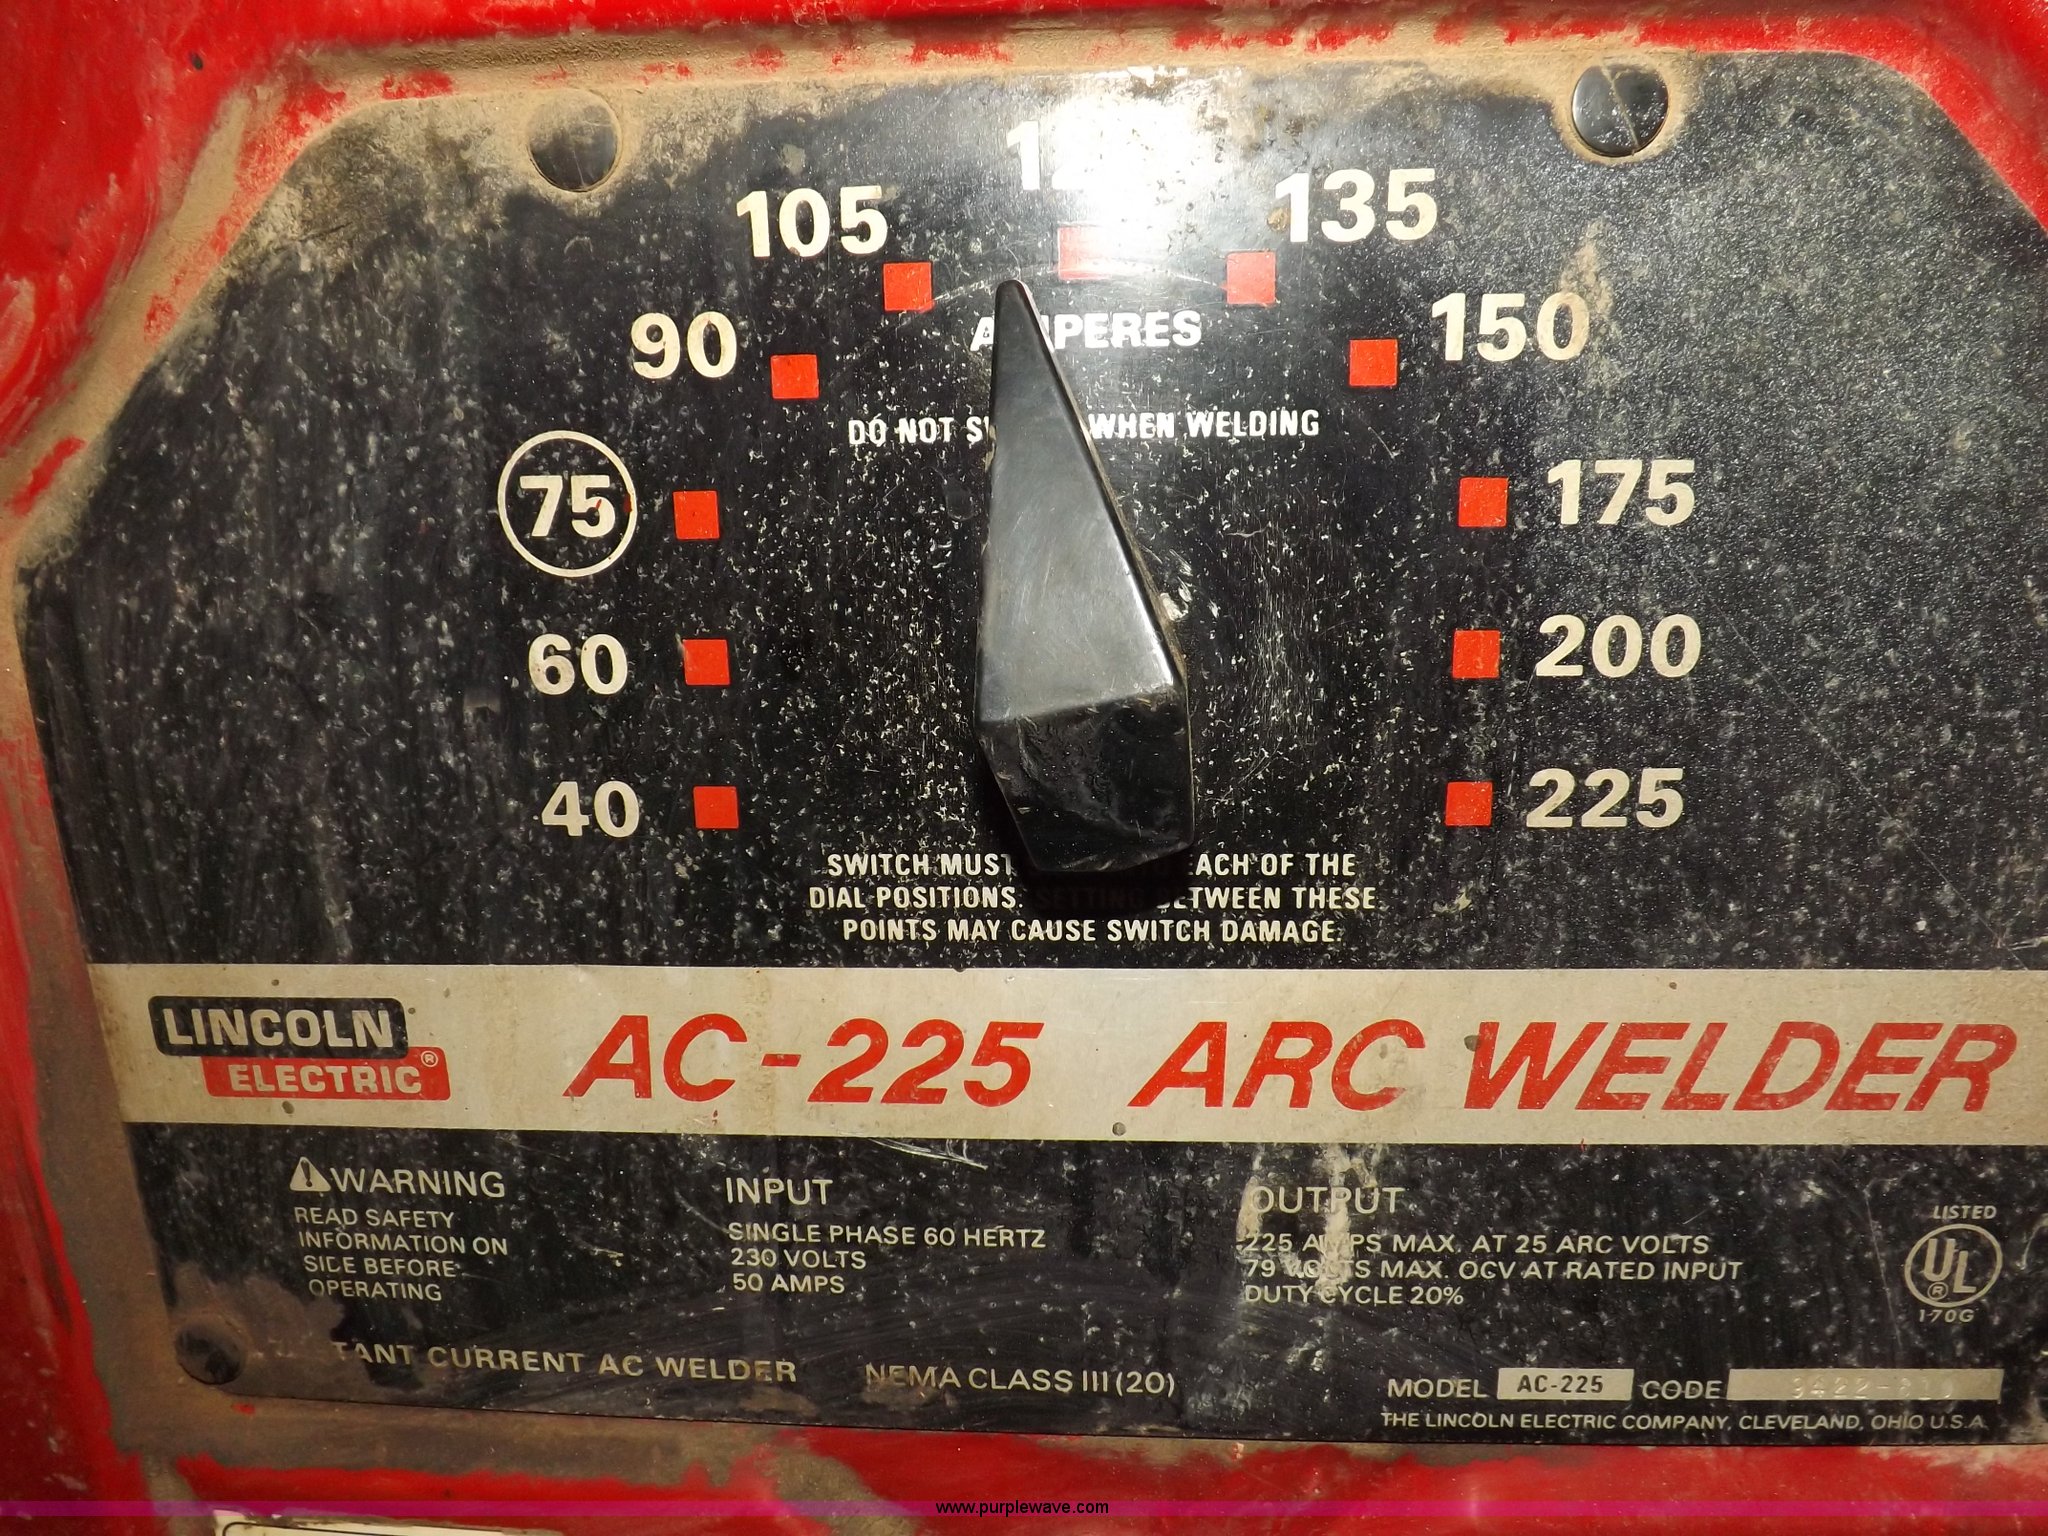 105
135
90
AMPERES
150
DO NOT WHEN WELDING
75
175
60
200
40
225
SWITCH MUST EACH OF THE
DIAL POSITIONS. SETTING BETWEEN THESE
POINTS MAY CAUSE SWITCH DAMAGE.
LINCOLN
ELECTRIC®
AC-225 ARC WELDER
⚠WARNING
READ SAFETY
INFORMATION ON
SIDE BEFORE
OPERATING
INPUT
SINGLE PHASE 60 HERTZ
230 VOLTS
50 AMPS
OUTPUT
225 AMPS MAX. AT 25 ARC VOLTS
79 VOLTS MAX. OCV AT RATED INPUT
DUTY CYCLE 20%
LISTED
UL®
170G
TANT CURRENT AC WELDER NEMA CLASS III (20)
MODEL AC-225 CODE
THE LINCOLN ELECTRIC COMPANY, CLEVELAND, OHIO U.S.A.
www.purplewave.com